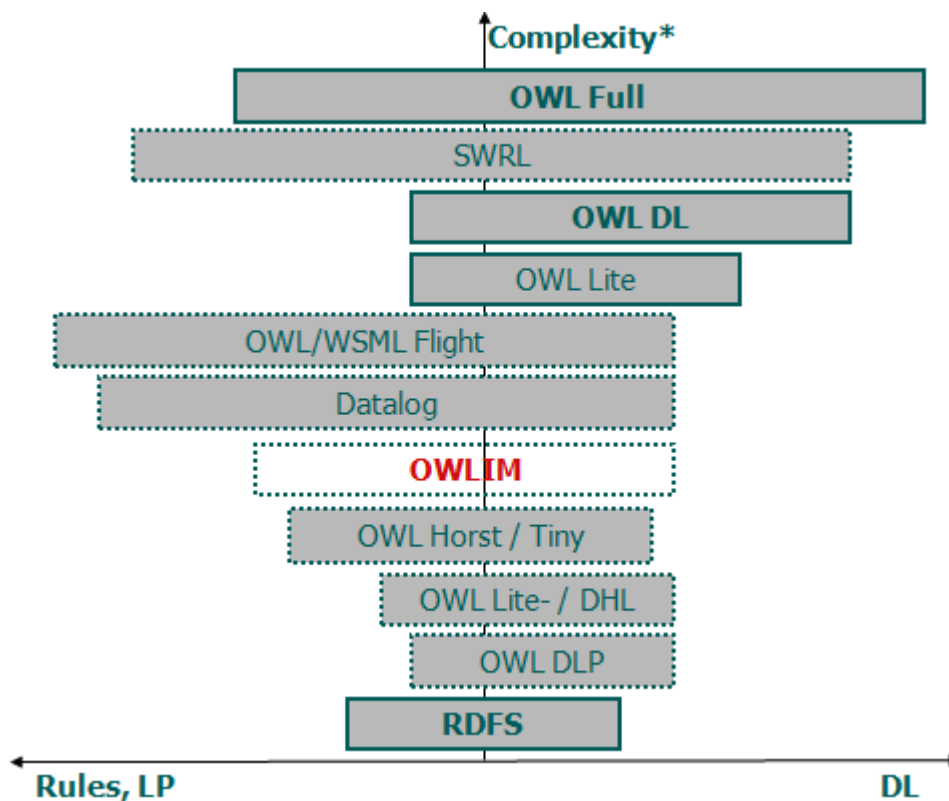 Complexity*
OWL Full
SWRL
OWL DL
OWL Lite
OWL/WSML Flight
Datalog
OWLIM
OWL Horst / Tiny
OWL Lite- / DHL
OWL DLP
RDFS
Rules, LP
DL